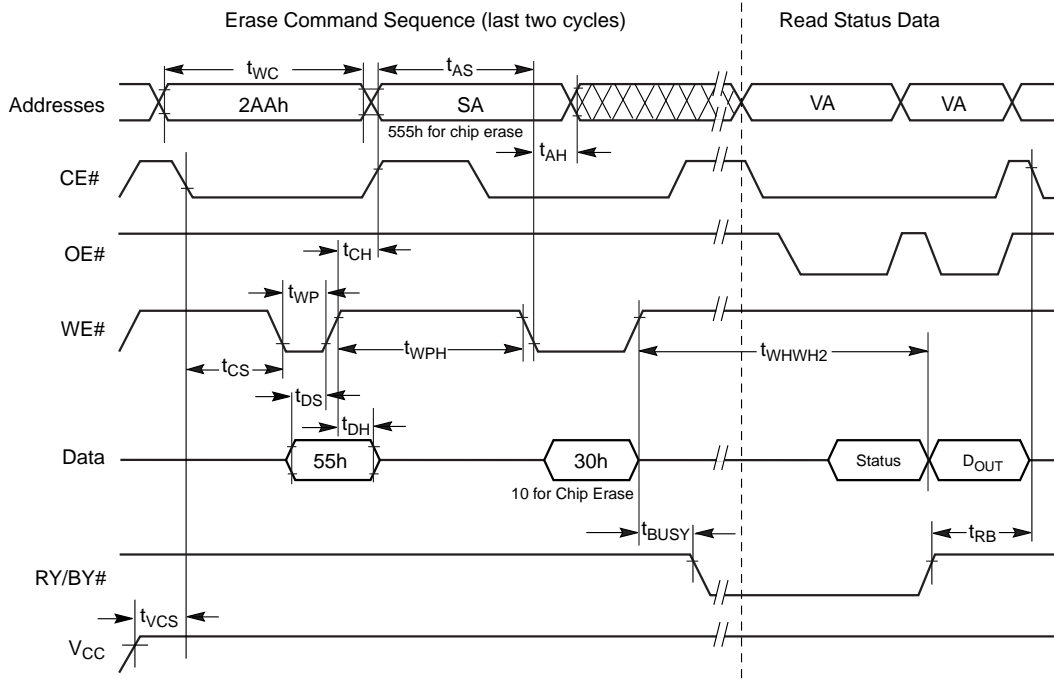 Erase Command Sequence (last two cycles)
Read Status Data
tWC
tAS
Addresses
2AAh
SA
VA
VA
555h for chip erase
tAH
CE#
OE#
tCH
tWP
WE#
tWPH
tWHWH2
tCS
tDS
tDH
Data
55h
30h
Status
DOUT
10 for Chip Erase
tBUSY
tRB
RY/BY#
tVCS
VCC